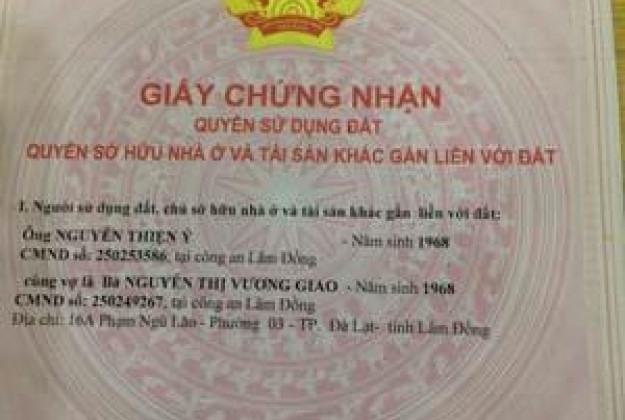 GIẤY CHỨNG NHẬN
QUYỀN SỬ DỤNG ĐẤT
QUYỀN SỞ HỮU NHÀ Ở VÀ TÀI SẢN KHÁC GẮN LIỀN VỚI ĐẤT
I. Người sử dụng đất, chủ sở hữu nhà ở và tài sản khác gắn liền với đất:
Ông NGUYỄN THIỆN Ý - Năm sinh 1968
CMND số: 250253586, tại công an Lâm Đồng
cùng vợ là Bà NGUYỄN THỊ VƯƠNG GIAO - Năm sinh 1968
CMND số: 250249267, tại công an Lâm Đồng
Địa chỉ: 16A Phạm Ngũ Lão - Phường 03 - TP. Đà Lạt- tỉnh Lâm Đồng